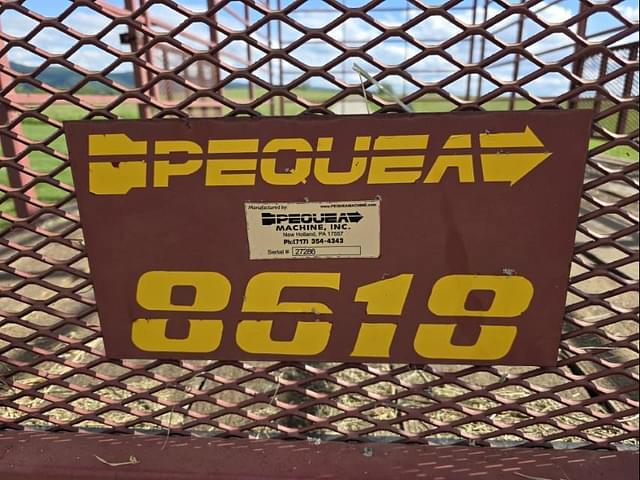 PEQUEA
Manufactured by: www.PEQUEAMACHINE.com
PEQUEA
MACHINE, INC.
New Holland, PA 17557
Ph:(717) 354-4343
Serial # 27286
8618